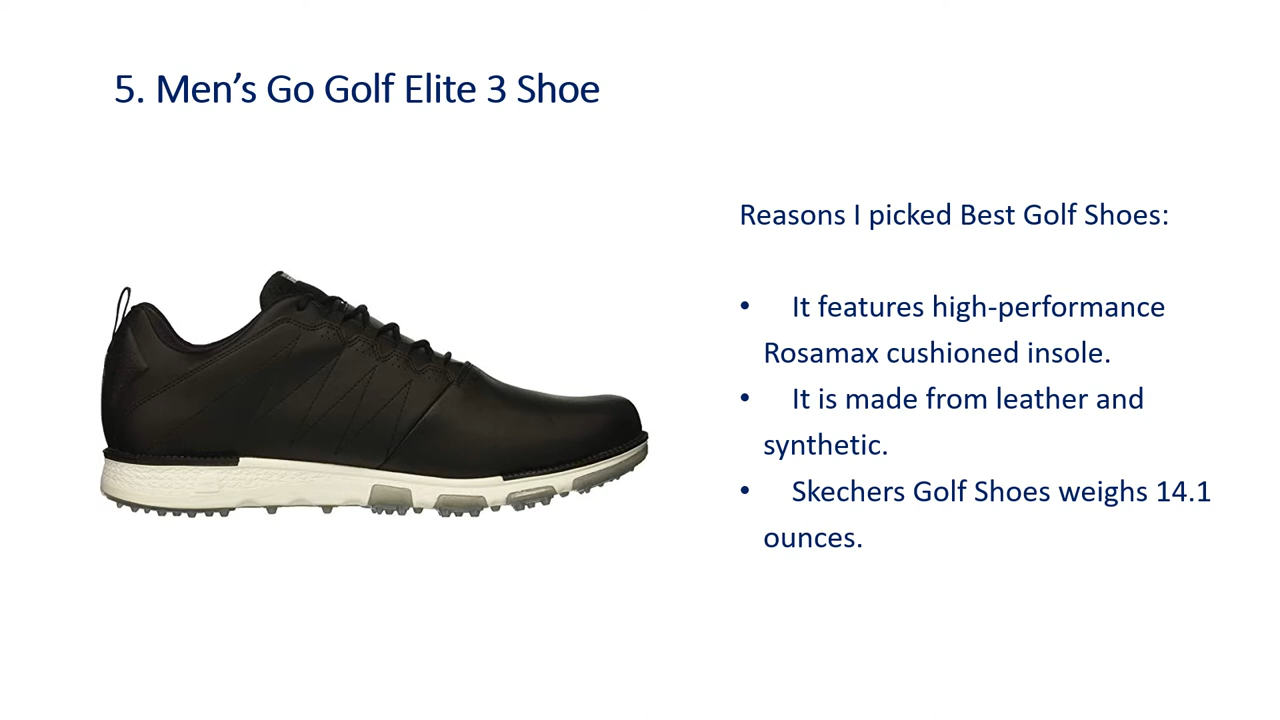 5. Men’s Go Golf Elite 3 Shoe
Reasons I picked Best Golf Shoes:
• It features high-performance
Rosamax cushioned insole.
• It is made from leather and
synthetic.
• Skechers Golf Shoes weighs 14.1
ounces.